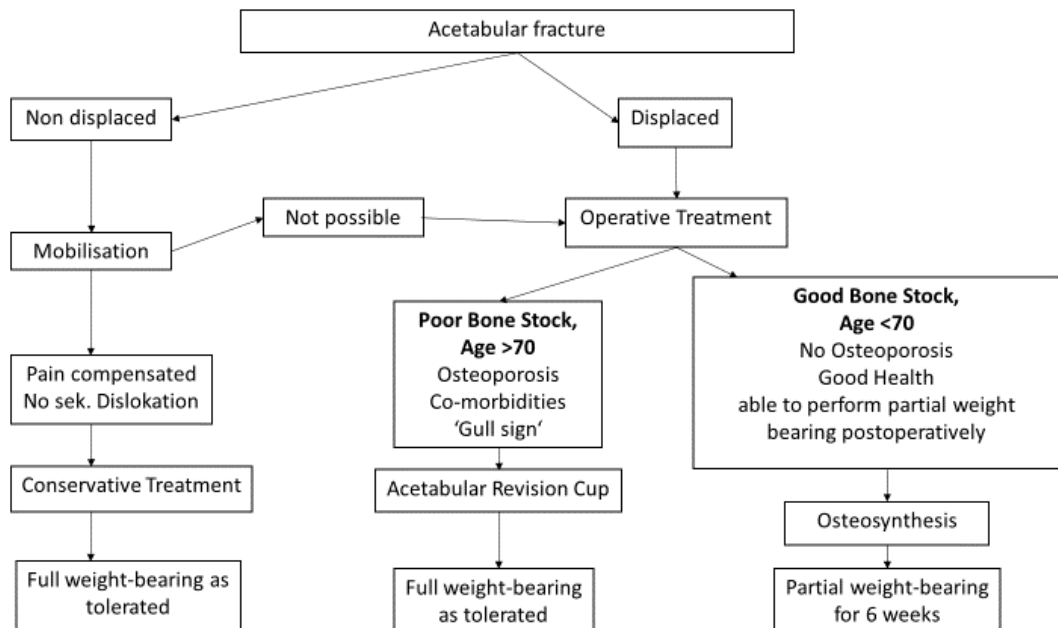 Acetabular fracture
Non displaced
Displaced
Not possible
Operative Treatment
Mobilisation
Poor Bone Stock,
Age >70
Osteoporosis
Co-morbidities
‘Gull sign‘
Good Bone Stock,
Age <70
No Osteoporosis
Good Health
able to perform partial weight
bearing postoperatively
Pain compensated
No sek. Dislokation
Conservative Treatment
Acetabular Revision Cup
Osteosynthesis
Full weight-bearing as
tolerated
Full weight-bearing
as tolerated
Partial weight-bearing
for 6 weeks